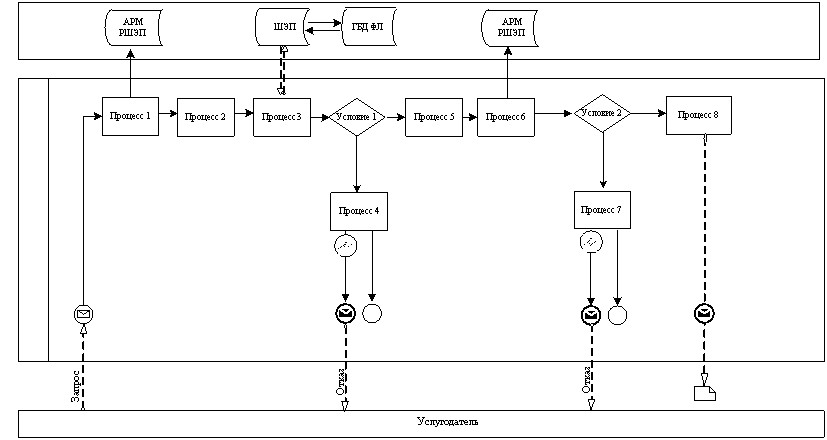 АРМ
РШЭП
ШЭП
ГБД ФЛ
АРМ
РШЭП
Процесс 1
Процесс 2
Процесс 3
Условие 1
Процесс 5
Процесс 6
Условие 2
Процесс 8
Процесс 4
Процесс 7
Запрос
Отказ
Отказ
Услугодатель